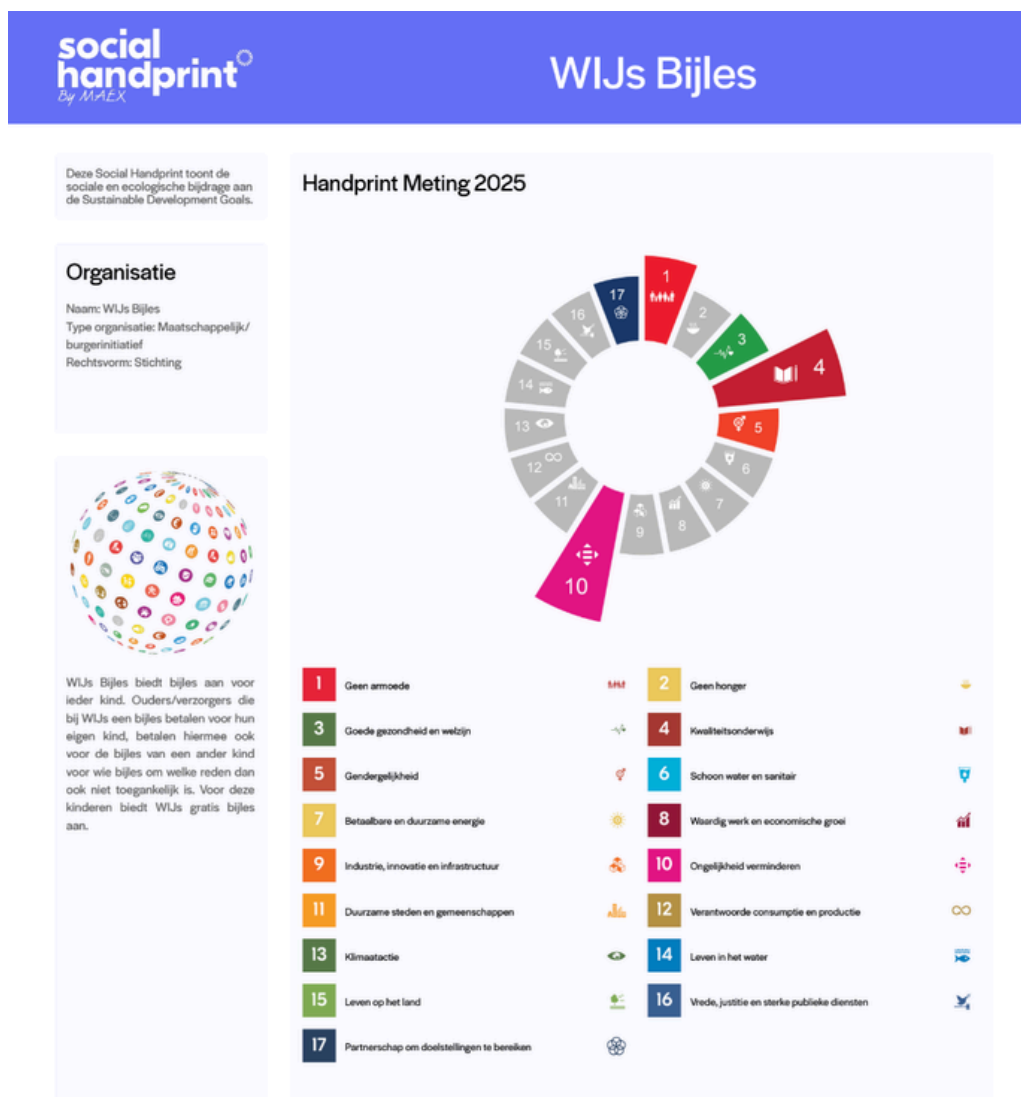 social
handprint
By MAEX
WIJs Bijles
Deze Social Handprint toont de
sociale en ecologische bijdrage aan
de Sustainable Development Goals.
Organisatie
Naam: WIJs Bijles
Type organisatie: Maatschappelijk/
burgerinitiatief
Rechtsvorm: Stichting
WIJs Bijles biedt bijles aan voor
ieder kind. Ouders/verzorgers die
bij WIJs een bijles betalen voor hun
eigen kind, betalen hiermee ook
voor de bijles van een ander kind
voor wie bijles om welke reden dan
ook niet toegankelijk is. Voor deze
kinderen biedt WIJs gratis bijles
aan.
Handprint Meting 2025
1
2
3
4
5
6
7
8
9
10
11
12
13
14
15
16
17
1 Geen armoede
2 Geen honger
3 Goede gezondheid en welzijn
4 Kwaliteitsonderwijs
5 Gendergelijkheid
6 Schoon water en sanitair
7 Betaalbare en duurzame energie
8 Waardig werk en economische groei
9 Industrie, innovatie en infrastructuur
10 Ongelijkheid verminderen
11 Duurzame steden en gemeenschappen
12 Verantwoorde consumptie en productie
13 Klimaatactie
14 Leven in het water
15 Leven op het land
16 Vrede, justitie en sterke publieke diensten
17 Partnerschap om doelstellingen te bereiken